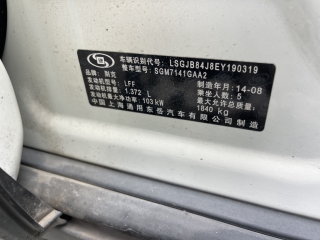 车辆识别代号: LSGJB84J8EY190319
整车型号: SGM7141GAA2
品牌: 别克 制造年月: 14-08
发动机型号: LFF 乘坐人数: 5
发动机排量: 1.372 L 最大允许总质量:
发动机最大净功率: 103 kW 1840 kg
中国上海通用东岳汽车有限公司制造